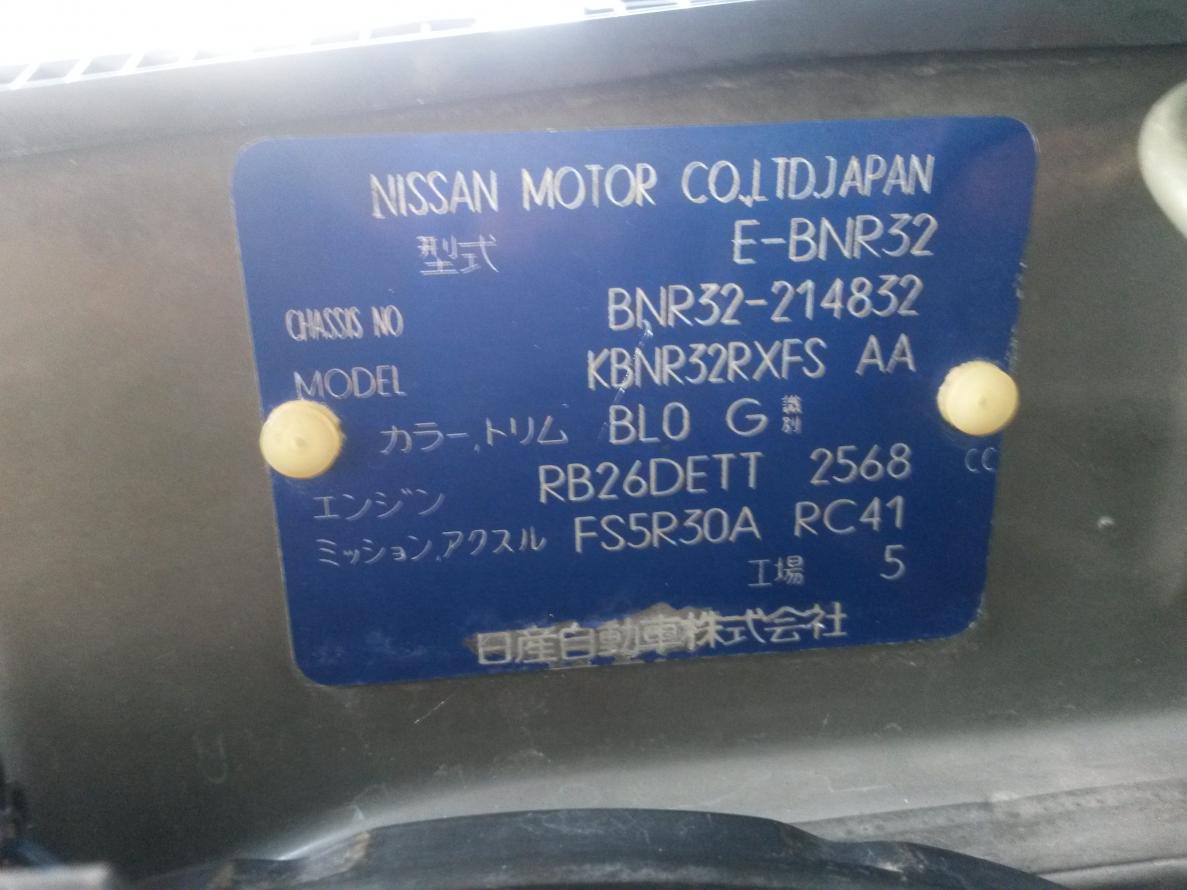 NISSAN MOTOR CO.,LTD.JAPAN
型式 E-BNR32
CHASSIS NO BNR32-214832
MODEL KBNR32RXFS AA
カラー,トリム BL0 G 識別
エンジン RB26DETT 2568 CC
ミッション,アクスル FS5R30A RC41
工場 5
日産自動車株式会社